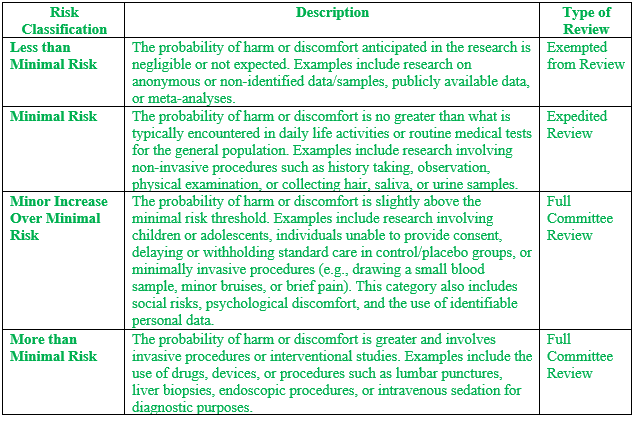 Risk Classification
Description
Type of Review
Less than Minimal Risk
The probability of harm or discomfort anticipated in the research is
negligible or not expected. Examples include research on
anonymous or non-identified data/samples, publicly available data,
or meta-analyses.
Exempted from Review
Minimal Risk
The probability of harm or discomfort is no greater than what is
typically encountered in daily life activities or routine medical tests
for the general population. Examples include research involving
non-invasive procedures such as history taking, observation,
physical examination, or collecting hair, saliva, or urine samples.
Expedited Review
Minor Increase Over Minimal Risk
The probability of harm or discomfort is slightly above the
minimal risk threshold. Examples include research involving
children or adolescents, individuals unable to provide consent,
delaying or withholding standard care in control/placebo groups, or
minimally invasive procedures (e.g., drawing a small blood
sample, minor bruises, or brief pain). This category also includes
social risks, psychological discomfort, and the use of identifiable
personal data.
Full Committee Review
More than Minimal Risk
The probability of harm or discomfort is greater and involves
invasive procedures or interventional studies. Examples include the
use of drugs, devices, or procedures such as lumbar punctures,
liver biopsies, endoscopic procedures, or intravenous sedation for
diagnostic purposes.
Full Committee Review